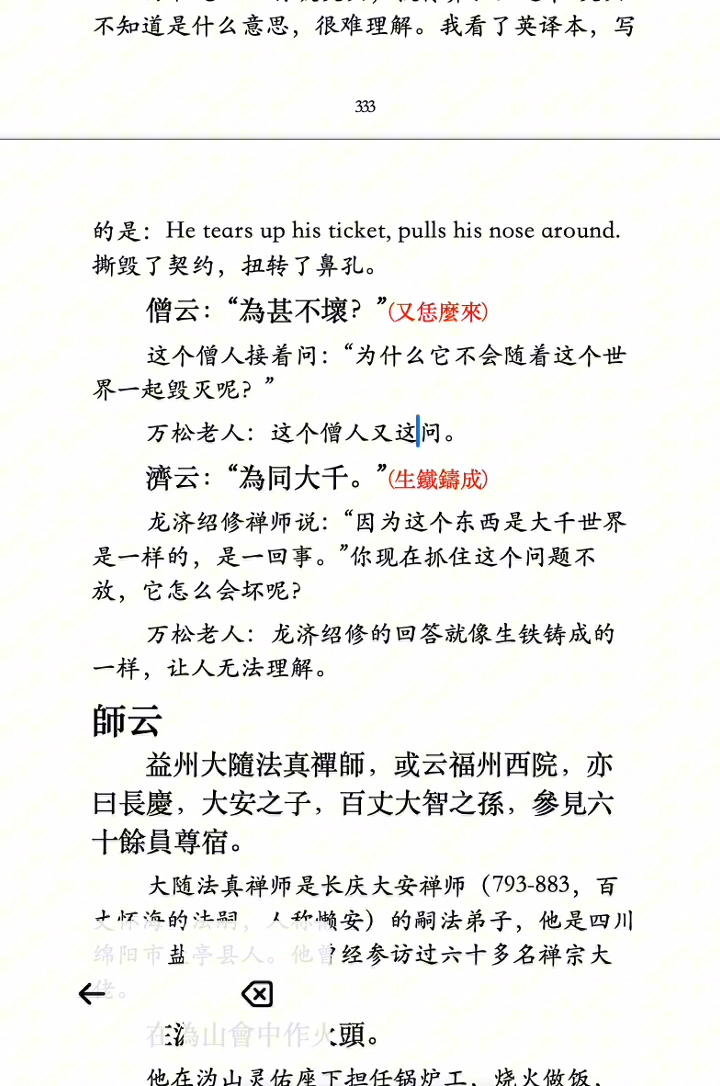 不知道是什么意思，很难理解。我看了英译本，写
333
的是：He tears up his ticket, pulls his nose around.
撕毁了契约，扭转了鼻孔。
僧云：“為甚不壞？”(又恁麼來)
这个僧人接着问：“为什么它不会随着这个世
界一起毁灭呢？”
万松老人：这个僧人又这问。
濟云：“為同大千。”(生鐵鑄成)
龙济绍修禅师说：“因为这个东西是大千世界
是一样的，是一回事。”你现在抓住这个问题不
放，它怎么会坏呢？
万松老人：龙济绍修的回答就像生铁铸成的
一样，让人无法理解。
師云
益州大隨法真禪師，或云福州西院，亦
曰長慶，大安之子，百丈大智之孫，參見六
十餘員尊宿。
大随法真禅师是长庆大安禅师（793-883，百
丈怀海的法嗣，人称懒安）的嗣法弟子，他是四川
绵阳市盐亭县人。他曾经参访过六十多名禅宗大
佬。
在溈山會中作火頭。
他在沩山灵佑座下担任锅炉工，烧火做饭，